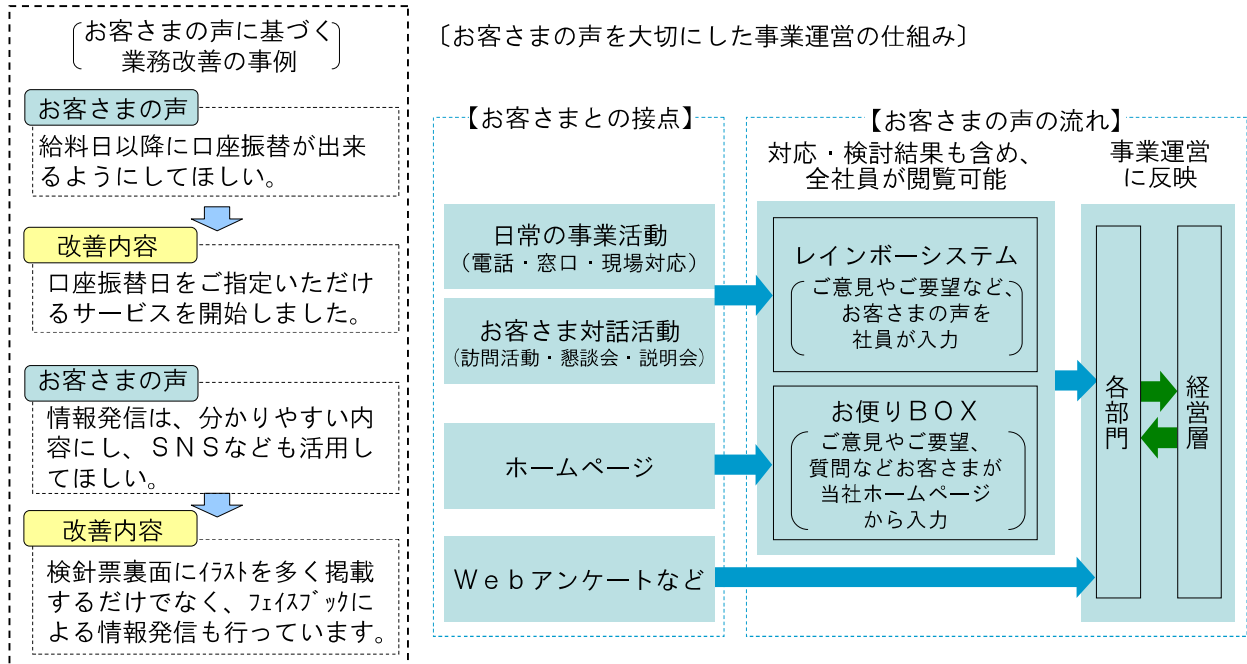 お客さまの声に基づく
業務改善の事例
お客さまの声
給料日以降に口座振替が出来
るようにしてほしい。
改善内容
口座振替日をご指定いただけ
るサービスを開始しました。
お客さまの声
情報発信は、分かりやすい内
容にし、ＳＮＳなども活用し
てほしい。
改善内容
検針票裏面にｲﾗｽﾄを多く掲載
するだけでなく、ﾌｪｲｽﾌﾞｯｸに
よる情報発信も行っています。
〔お客さまの声を大切にした事業運営の仕組み〕
【お客さまとの接点】
日常の事業活動
（電話・窓口・現場対応）
お客さま対話活動
（訪問活動・懇談会・説明会）
ホームページ
Ｗｅｂアンケートなど
【お客さまの声の流れ】
対応・検討結果も含め、
全社員が閲覧可能
レインボーシステム
ご意見やご要望など、
お客さまの声を
社員が入力
お便りＢＯＸ
ご意見やご要望、
質問などお客さまが
当社ホームページ
から入力
事業運営
に反映
各部門
経営層